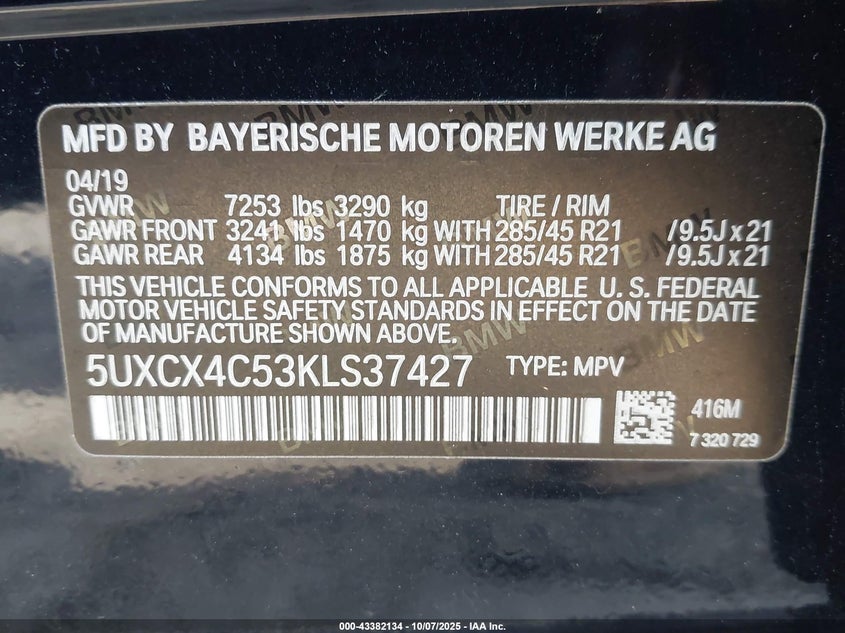 MFD BY BAYERISCHE MOTOREN WERKE AG
04/19
GVWR 7253 lbs 3290 kg TIRE / RIM
GAWR FRONT 3241 lbs 1470 kg WITH 285/45 R21 /9.5J x 21
GAWR REAR 4134 lbs 1875 kg WITH 285/45 R21 /9.5J x 21
THIS VEHICLE CONFORMS TO ALL APPLICABLE U. S. FEDERAL
MOTOR VEHICLE SAFETY STANDARDS IN EFFECT ON THE DATE
OF MANUFACTURE SHOWN ABOVE.
5UXCX4C53KLS37427 TYPE: MPV
416M
7 320 729
000-43382134 - 10/07/2025 - IAA Inc.